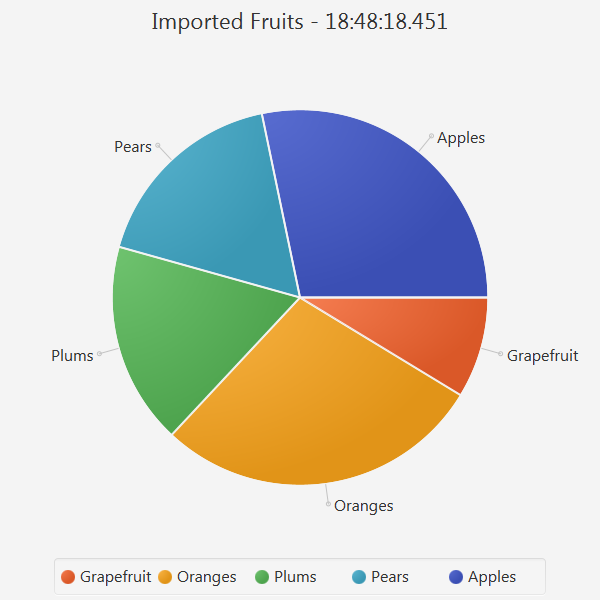 Imported Fruits - 18:48:18.451
Apples
Pears
Plums
Grapefruit
Oranges
Grapefruit Oranges Plums Pears Apples